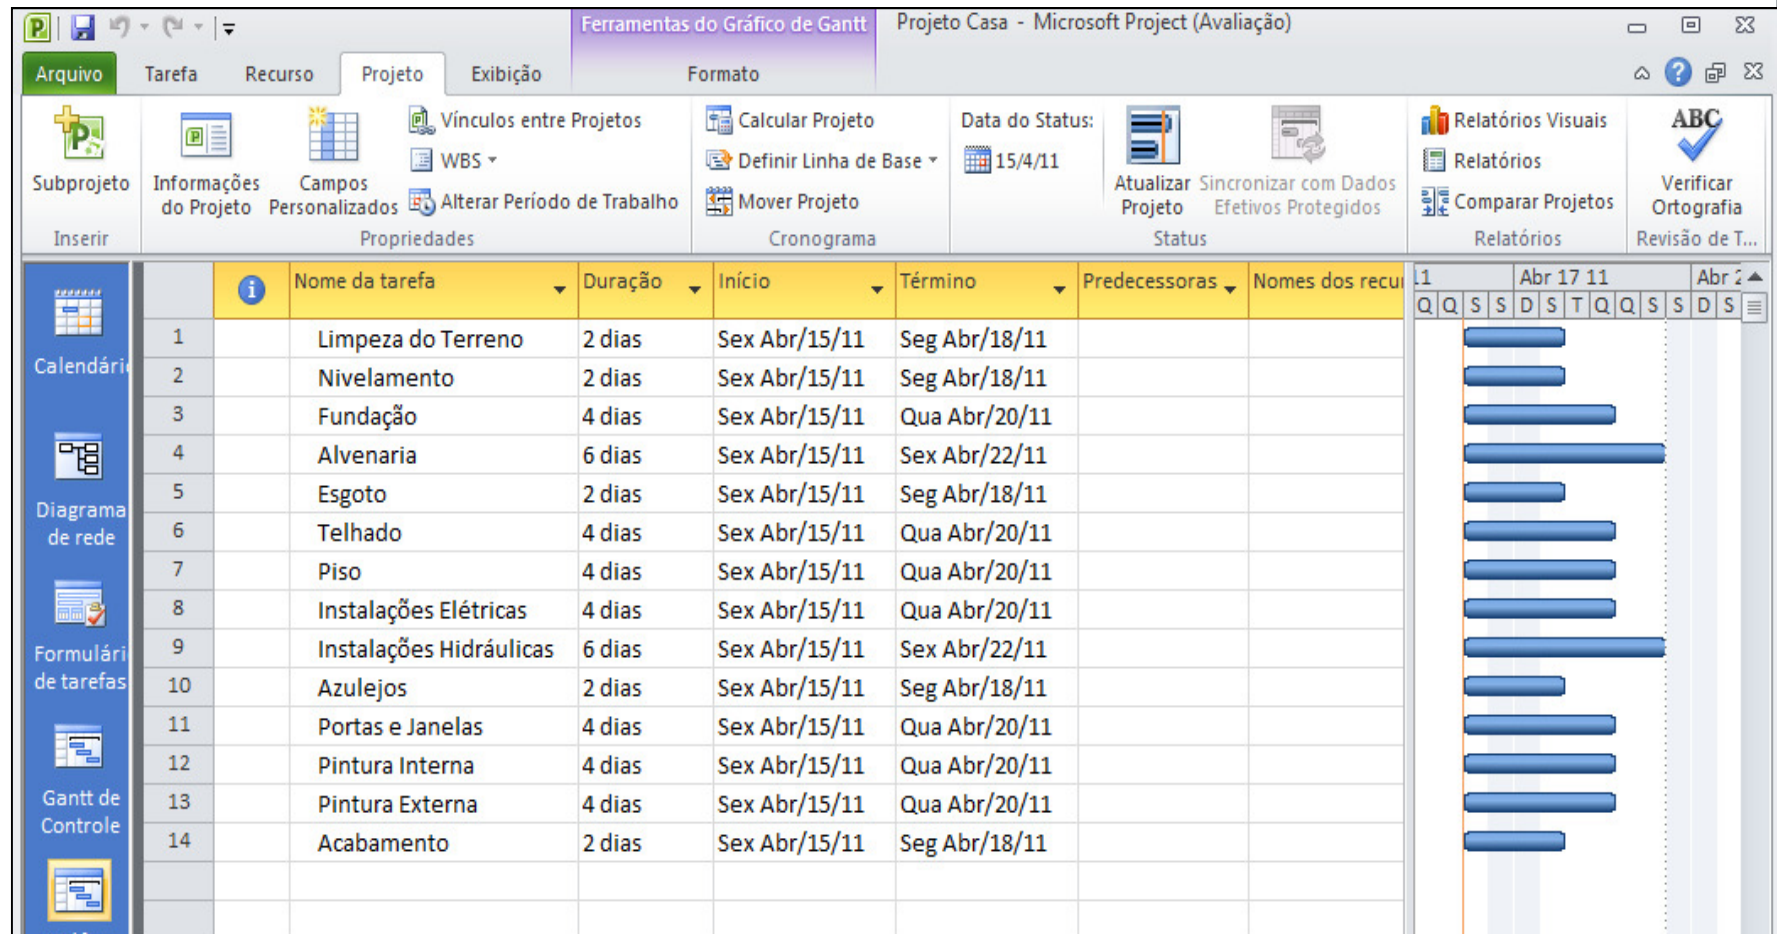 Ferramentas do Gráfico de Gantt
Projeto Casa - Microsoft Project (Avaliação)
Arquivo Tarefa Recurso Projeto Exibição Formato
Subprojeto
Inserir
Informações do Projeto
Campos Personalizados
Vínculos entre Projetos
WBS
Alterar Período de Trabalho
Propriedades
Calcular Projeto
Definir Linha de Base
Mover Projeto
Cronograma
Data do Status:
15/4/11
Atualizar Projeto
Sincronizar com Dados Efetivos Protegidos
Status
Relatórios Visuais
Relatórios
Comparar Projetos
Relatórios
ABC
Verificar Ortografia
Revisão de T...
Calendári
Diagrama de rede
Formulári de tarefas
Gantt de Controle
Nome da tarefa Duração Início Término Predecessoras Nomes dos recu
11 Abr 17 11 Abr
Q Q S S D S T Q Q S S D S
1 Limpeza do Terreno 2 dias Sex Abr/15/11 Seg Abr/18/11
2 Nivelamento 2 dias Sex Abr/15/11 Seg Abr/18/11
3 Fundação 4 dias Sex Abr/15/11 Qua Abr/20/11
4 Alvenaria 6 dias Sex Abr/15/11 Sex Abr/22/11
5 Esgoto 2 dias Sex Abr/15/11 Seg Abr/18/11
6 Telhado 4 dias Sex Abr/15/11 Qua Abr/20/11
7 Piso 4 dias Sex Abr/15/11 Qua Abr/20/11
8 Instalações Elétricas 4 dias Sex Abr/15/11 Qua Abr/20/11
9 Instalações Hidráulicas 6 dias Sex Abr/15/11 Sex Abr/22/11
10 Azulejos 2 dias Sex Abr/15/11 Seg Abr/18/11
11 Portas e Janelas 4 dias Sex Abr/15/11 Qua Abr/20/11
12 Pintura Interna 4 dias Sex Abr/15/11 Qua Abr/20/11
13 Pintura Externa 4 dias Sex Abr/15/11 Qua Abr/20/11
14 Acabamento 2 dias Sex Abr/15/11 Seg Abr/18/11